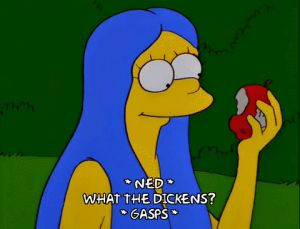 * NED *
WHAT THE DICKENS?
* GASPS *